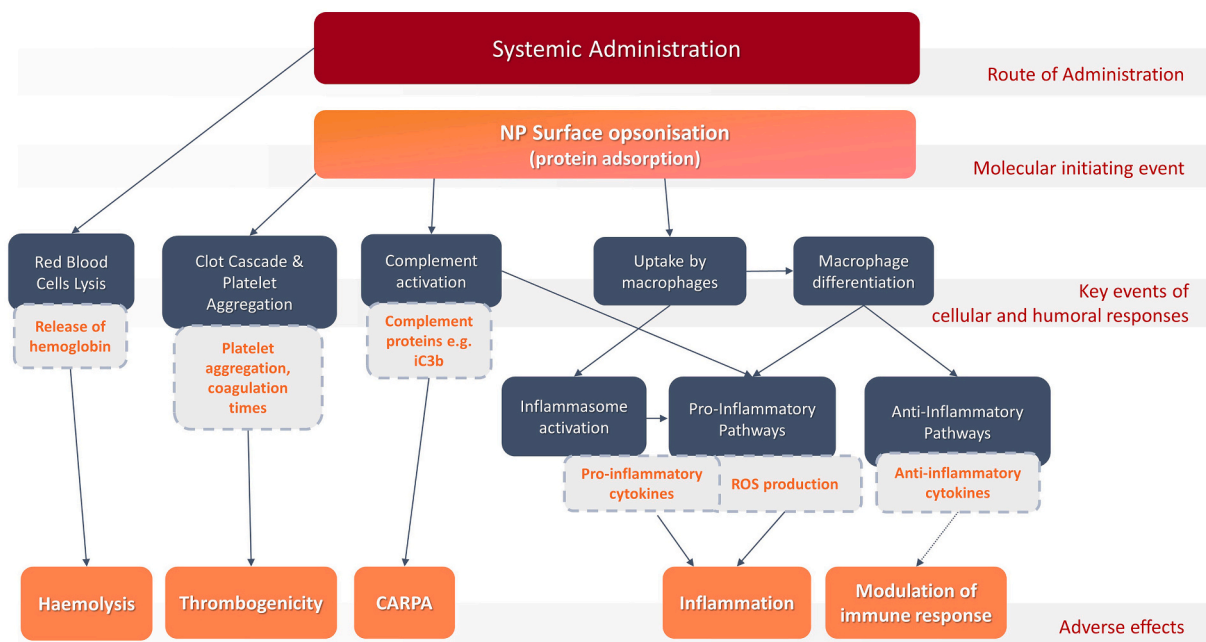 Systemic Administration
Route of Administration
NP Surface opsonisation
(protein adsorption)
Molecular initiating event
Red Blood
Cells Lysis
Release of
hemoglobin
Clot Cascade &
Platelet
Aggregation
Platelet
aggregation,
coagulation
times
Complement
activation
Complement
proteins e.g.
iC3b
Uptake by
macrophages
Macrophage
differentiation
Key events of
cellular and humoral responses
Inflammasome
activation
Pro-Inflammatory
Pathways
Anti-Inflammatory
Pathways
Pro-inflammatory
cytokines
ROS production
Anti-inflammatory
cytokines
Haemolysis
Thrombogenicity
CARPA
Inflammation
Modulation of
immune response
Adverse effects